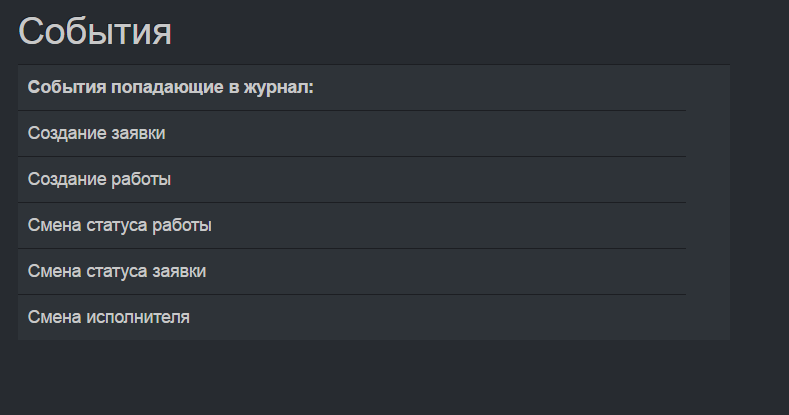 События
События попадающие в журнал:
Создание заявки
Создание работы
Смена статуса работы
Смена статуса заявки
Смена исполнителя